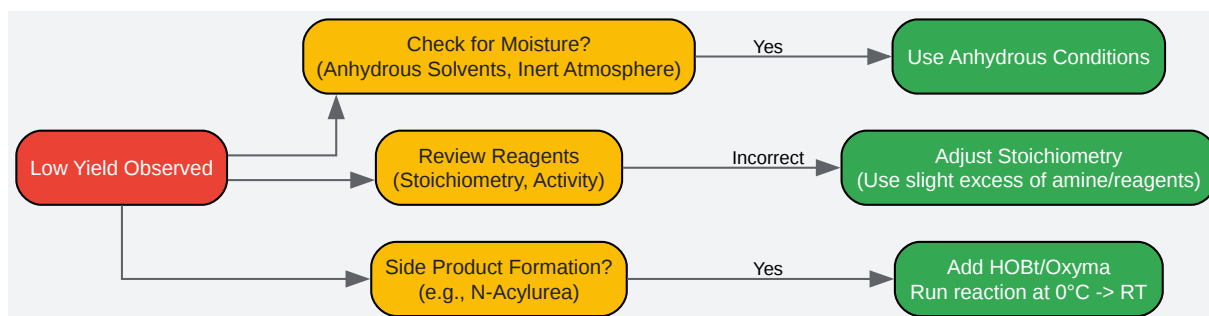 Check for Moisture?
(Anhydrous Solvents, Inert Atmosphere)
Yes
Use Anhydrous Conditions
Low Yield Observed
Review Reagents
(Stoichiometry, Activity)
Incorrect
Adjust Stoichiometry
(Use slight excess of amine/reagents)
Side Product Formation?
(e.g., N-Acylurea)
Yes
Add HOBt/Oxyma
Run reaction at 0°C -> RT